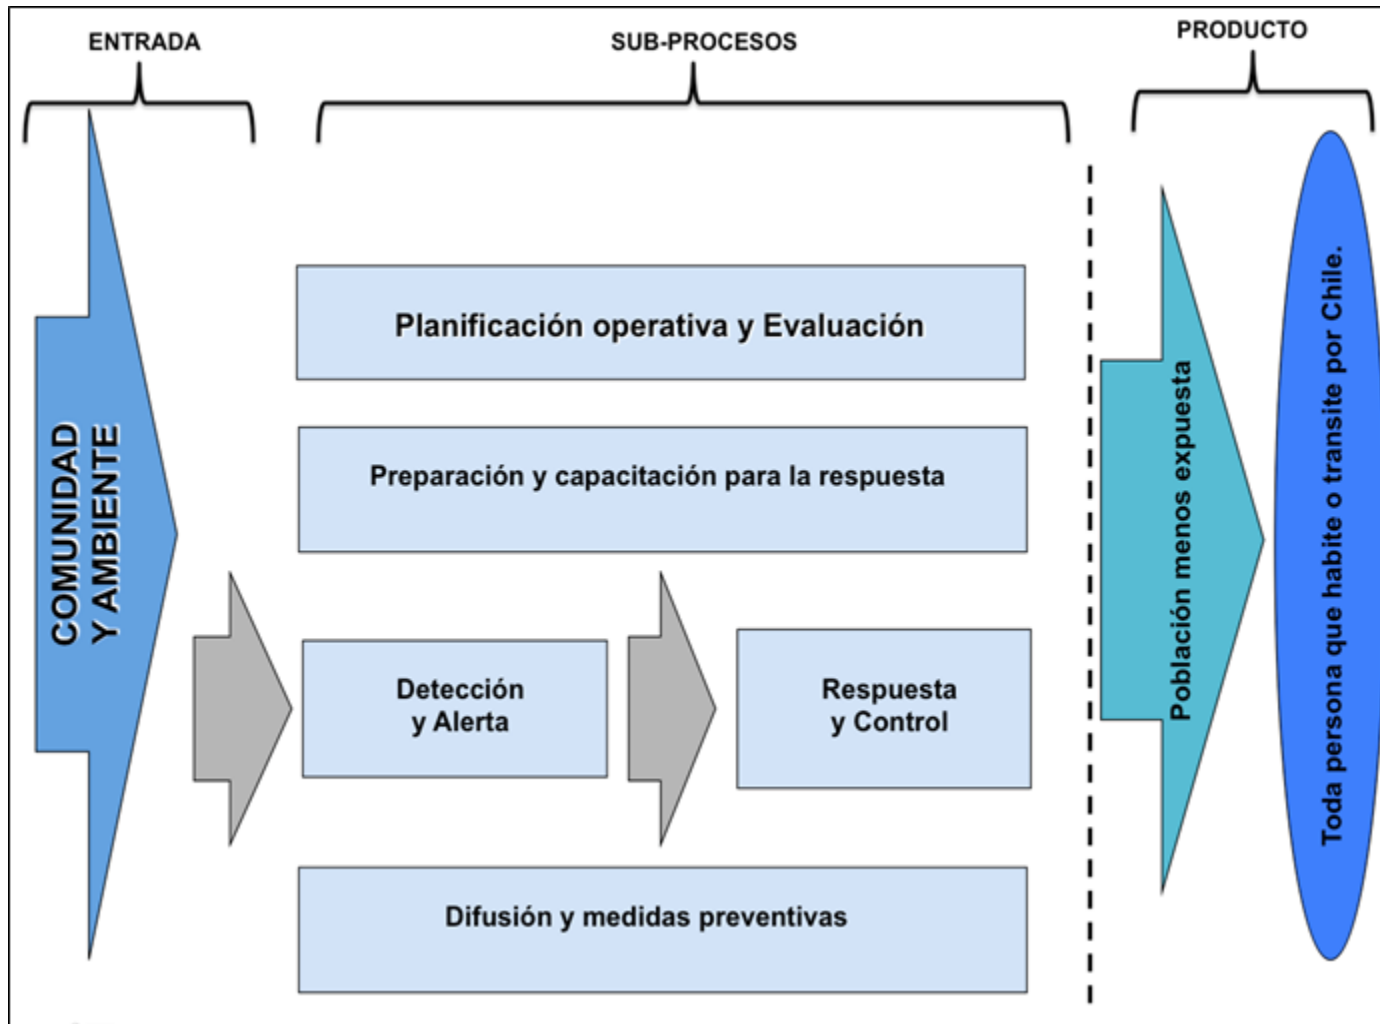 ENTRADA
SUB-PROCESOS
PRODUCTO
COMUNIDAD
Y AMBIENTE
Planificación operativa y Evaluación
Preparación y capacitación para la respuesta
Detección
y Alerta
Respuesta
y Control
Difusión y medidas preventivas
Población menos expuesta
Toda persona que habite o transite por Chile.